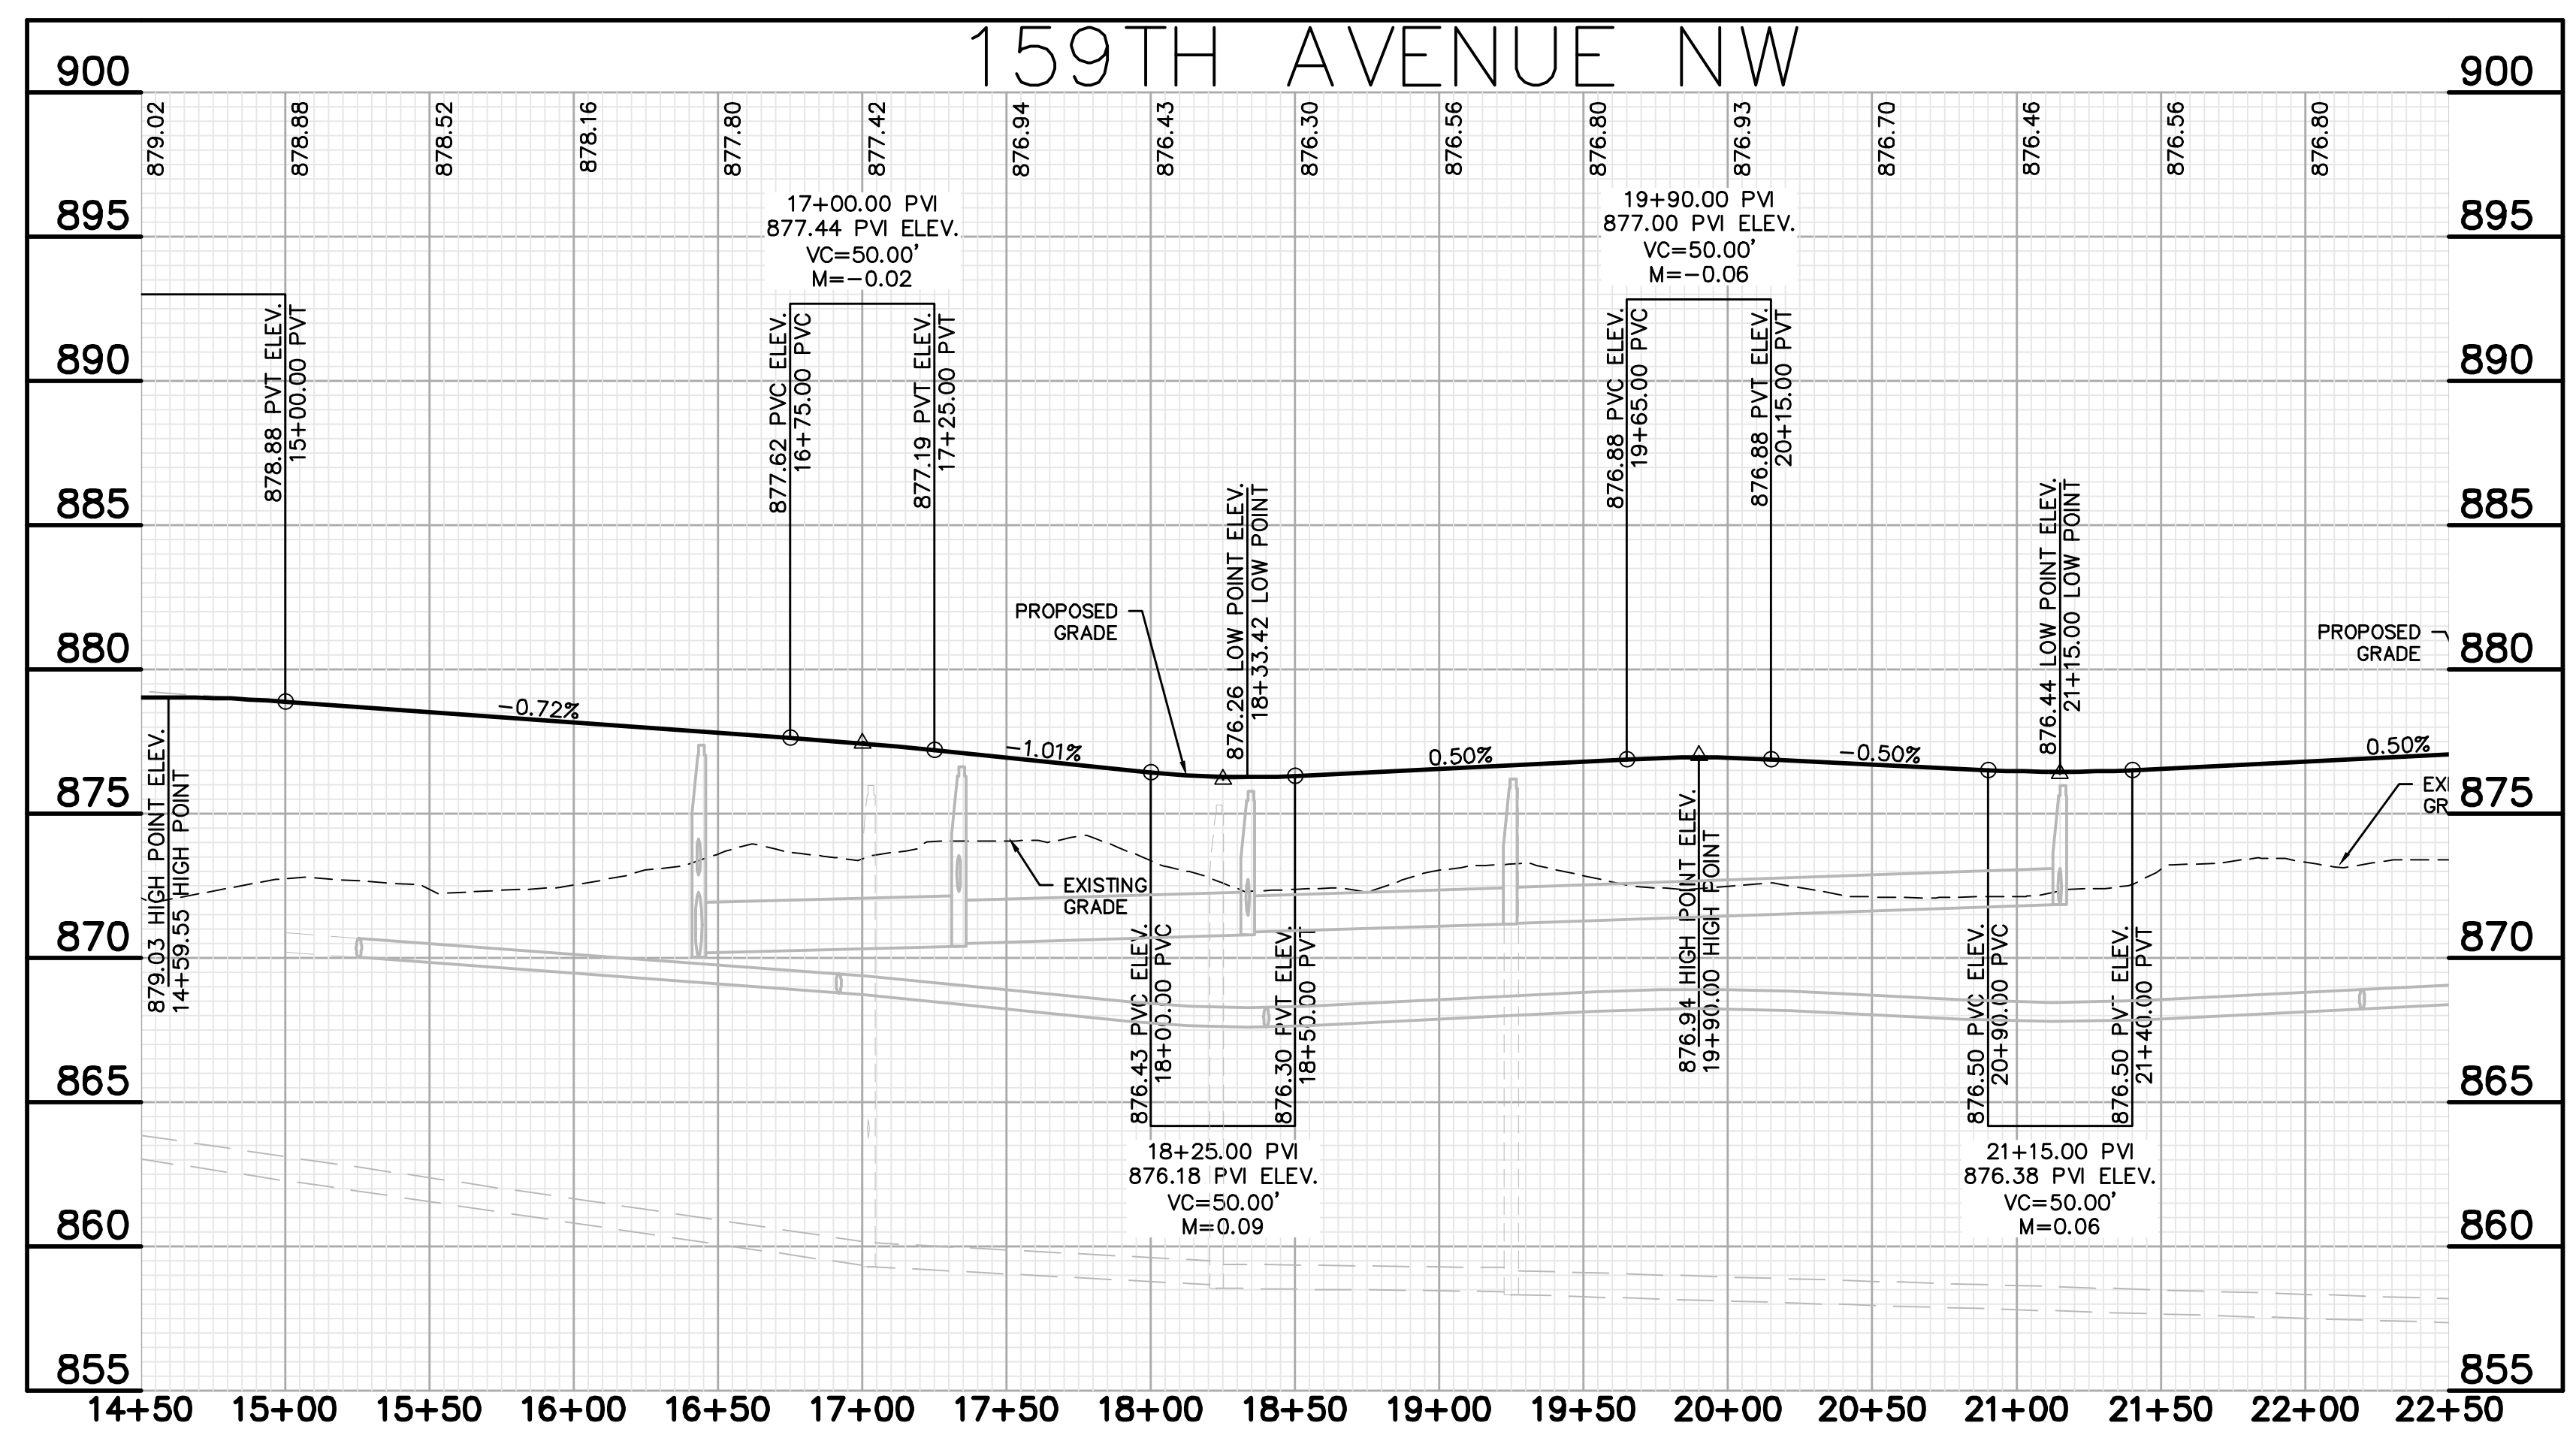 159TH AVENUE NW
900
900
879.02
878.88
878.52
878.16
877.80
877.42
876.94
876.43
876.30
876.56
876.80
876.93
876.70
876.46
876.56
876.80
895
895
17+00.00 PVI
877.44 PVI ELEV.
VC=50.00'
M=-0.02
19+90.00 PVI
877.00 PVI ELEV.
VC=50.00'
M=-0.06
878.88 PVT ELEV.
15+00.00 PVT
877.62 PVC ELEV.
16+75.00 PVC
877.19 PVT ELEV.
17+25.00 PVT
876.88 PVC ELEV.
19+65.00 PVC
876.88 PVT ELEV.
20+15.00 PVT
890
890
885
885
876.26 LOW POINT ELEV.
18+33.42 LOW POINT
876.44 LOW POINT ELEV.
21+15.00 LOW POINT
PROPOSED
GRADE
PROPOSED
GRADE
880
880
-0.72%
-1.01%
0.50%
-0.50%
0.50%
879.03 HIGH POINT ELEV.
14+59.55 HIGH POINT
876.94 HIGH POINT ELEV.
19+90.00 HIGH POINT
875
EXI
GR
875
EXISTING
GRADE
870
870
876.43 PVC ELEV.
18+00.00 PVC
876.30 PVT ELEV.
18+50.00 PVT
876.50 PVC ELEV.
20+90.00 PVC
876.50 PVT ELEV.
21+40.00 PVT
865
865
18+25.00 PVI
876.18 PVI ELEV.
VC=50.00'
M=0.09
21+15.00 PVI
876.38 PVI ELEV.
VC=50.00'
M=0.06
860
860
855
855
14+50 15+00 15+50 16+00 16+50 17+00 17+50 18+00 18+50 19+00 19+50 20+00 20+50 21+00 21+50 22+00 22+50